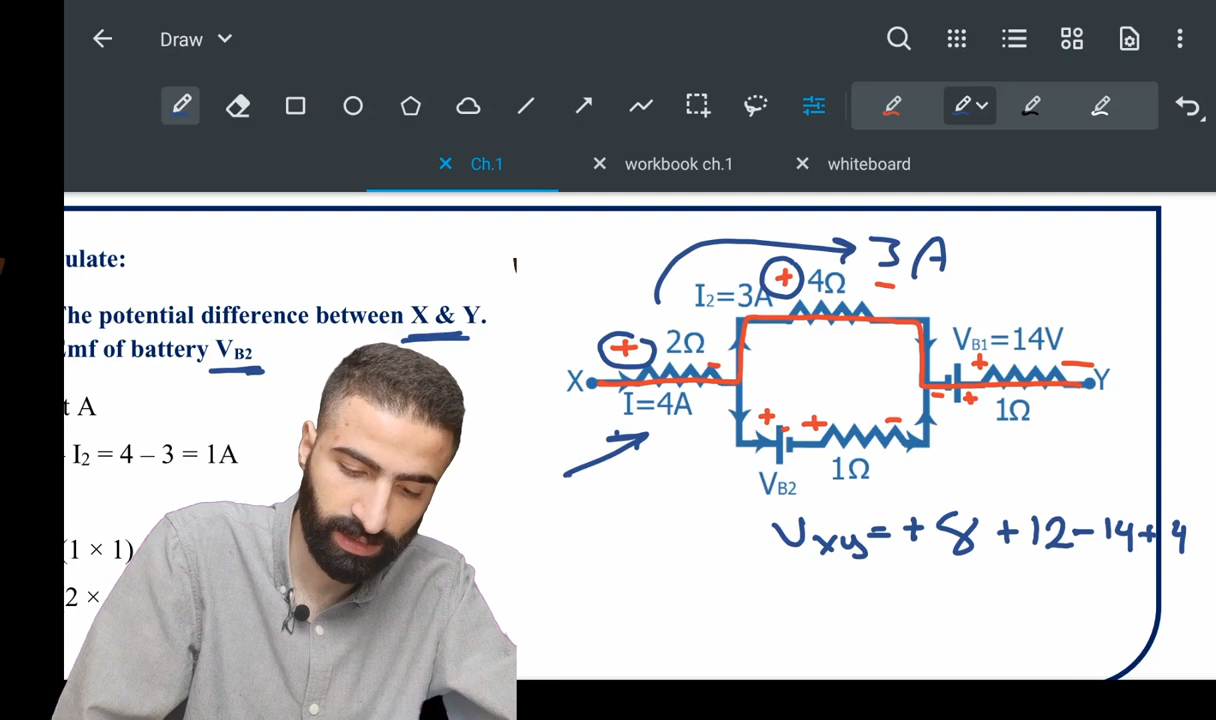 Draw
Ch.1
workbook ch.1
whiteboard
ulate:
The potential difference between X & Y.
Emf of battery VB2
t A
I2 = 4 – 3 = 1A
(1 × 1)
2 ×
3 A
+ 4Ω -
I2=3A
+ 2Ω -
X
I=4A
VB1=14V
+ -
Y
- +
1Ω
+ - + -
VB2
1Ω
Vxy= + 8 + 12 - 14 + 4